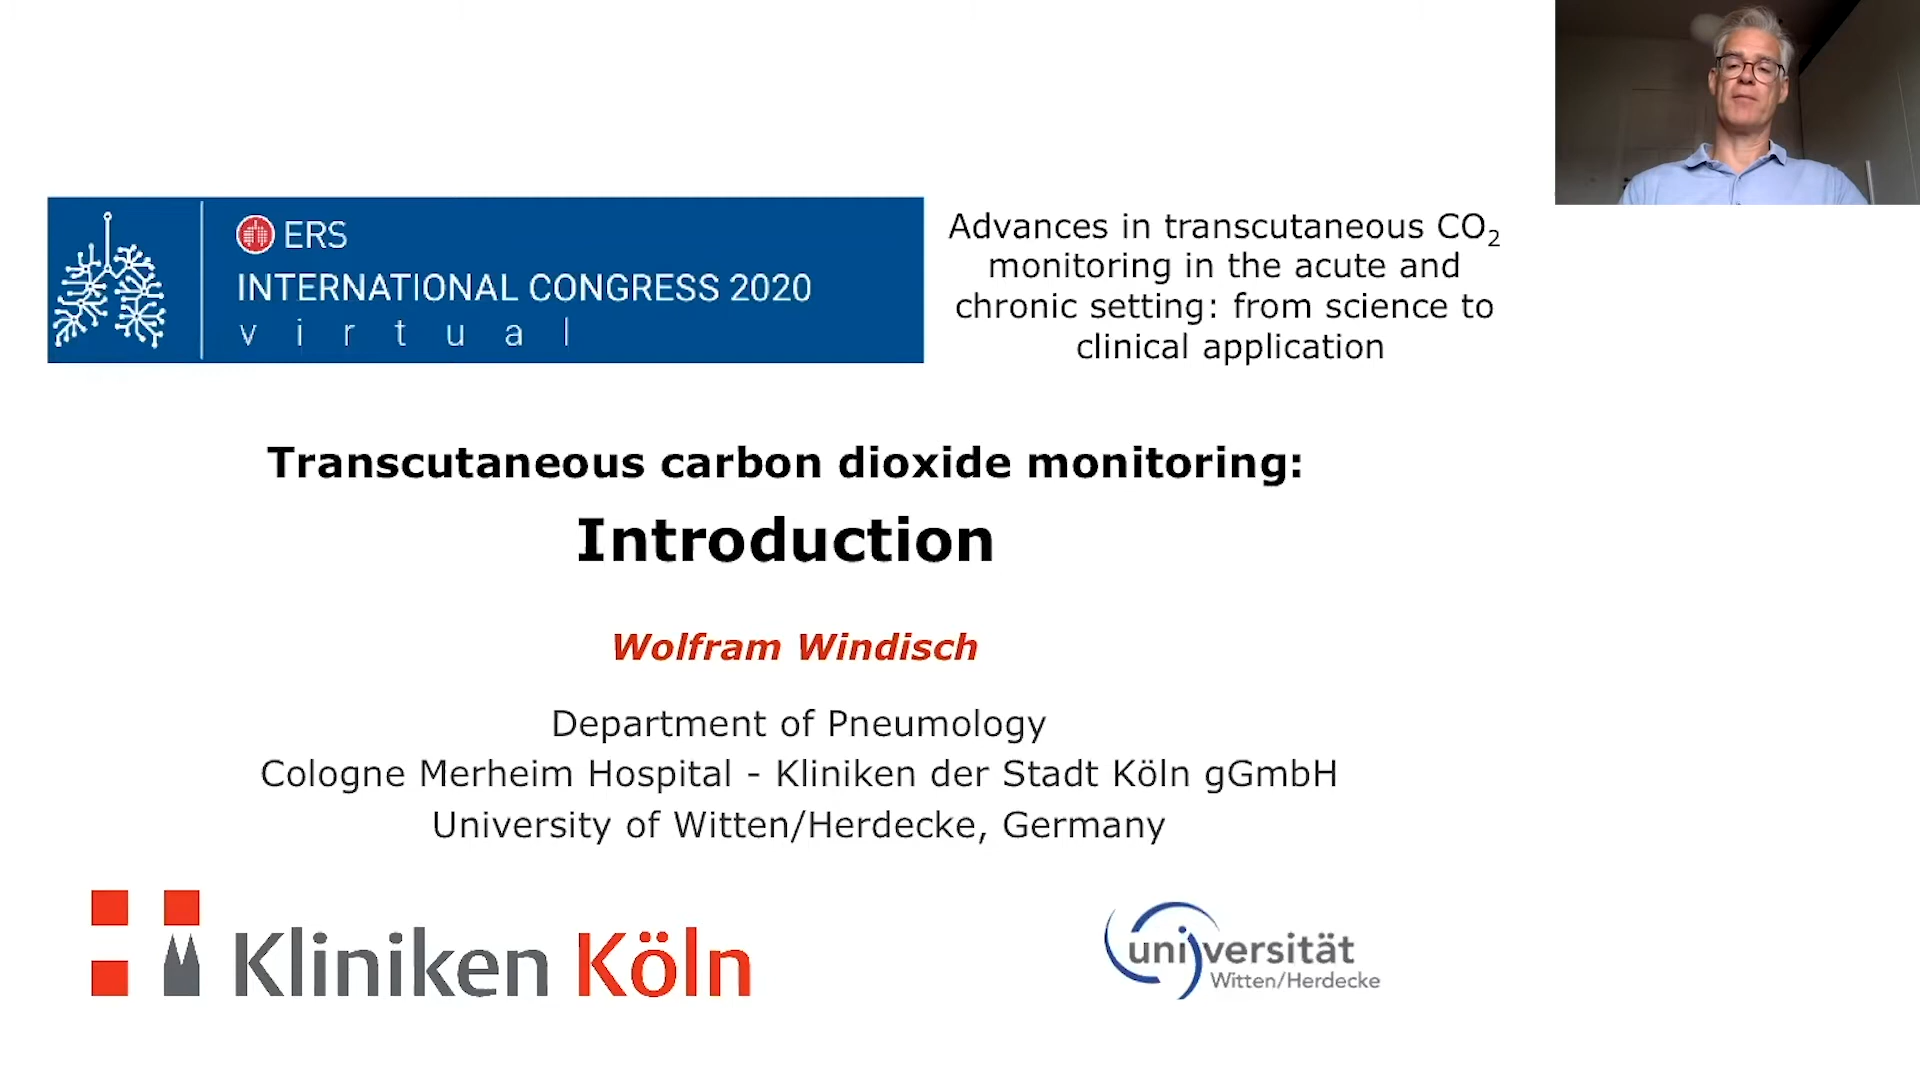 ERS
INTERNATIONAL CONGRESS 2020
virtual
Advances in transcutaneous CO₂
monitoring in the acute and
chronic setting: from science to
clinical application
Transcutaneous carbon dioxide monitoring:
Introduction
Wolfram Windisch
Department of Pneumology
Cologne Merheim Hospital - Kliniken der Stadt Köln gGmbH
University of Witten/Herdecke, Germany
Kliniken Köln
universität
Witten/Herdecke